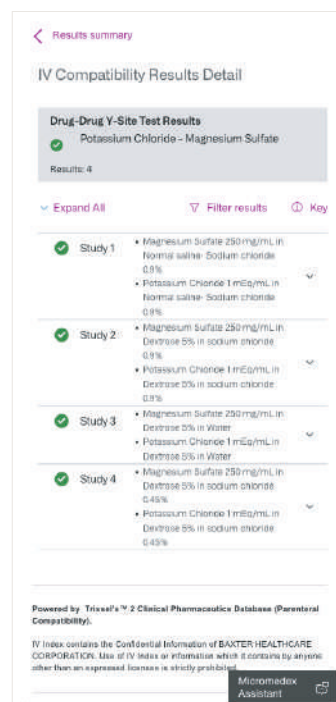 Results summary
IV Compatibility Results Detail
Drug-Drug Y-Site Test Results
Potassium Chloride - Magnesium Sulfate
Results: 4
Expand All
Filter results
Key
Study 1
• Magnesium Sulfate 250 mg/mL in
Normal saline- Sodium chloride
0.9%
• Potassium Chloride 1 mEq/mL in
Normal saline- Sodium chloride
0.9%
Study 2
• Magnesium Sulfate 250 mg/mL in
Dextrose 5% in sodium chloride
0.9%
• Potassium Chloride 1 mEq/mL in
Dextrose 5% in sodium chloride
0.9%
Study 3
• Magnesium Sulfate 250 mg/mL in
Dextrose 5% in Water
• Potassium Chloride 1 mEq/mL in
Dextrose 5% in Water
Study 4
• Magnesium Sulfate 250 mg/mL in
Dextrose 5% in sodium chloride
0.45%
• Potassium Chloride 1 mEq/mL in
Dextrose 5% in sodium chloride
0.45%
Powered by Trissel's™ 2 Clinical Pharmaceutics Database (Parenteral
Compatibility).
IV Index contains the Confidential Information of BAXTER HEALTHCARE
CORPORATION. Use of IV Index or information which it contains by anyone
other than an expressed licensee is strictly prohibited
Micromedex
Assistant